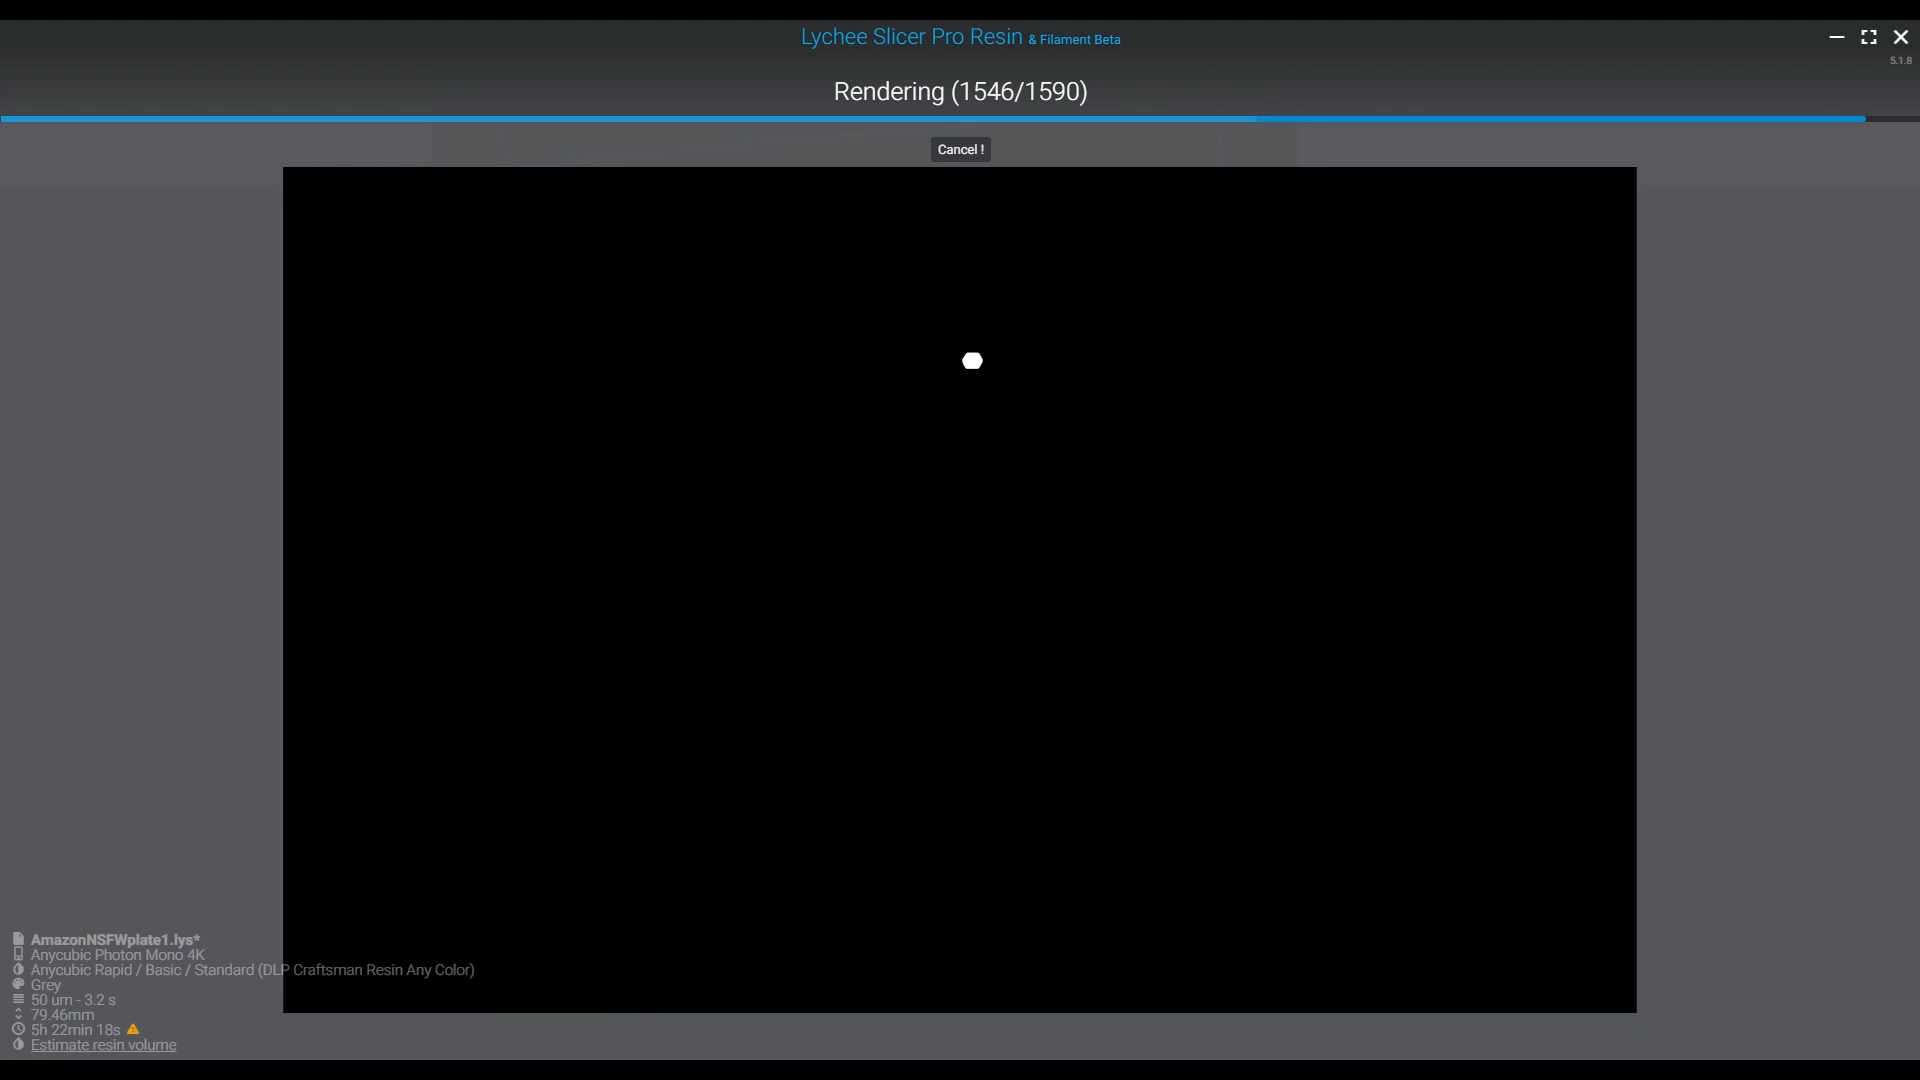 Lychee Slicer Pro Resin & Filament Beta
5.1.8
Rendering (1546/1590)
Cancel !
AmazonNSFWplate1.lys*
Anycubic Photon Mono 4K
Anycubic Rapid / Basic / Standard (DLP Craftsman Resin Any Color)
Grey
50 um - 3.2 s
79.46mm
5h 22min 18s
Estimate resin volume